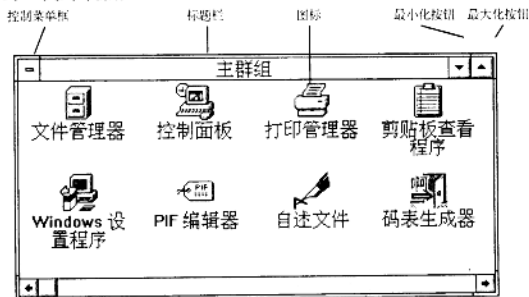 控制菜单框 标题栏 图标 最小化按钮 最大化按钮
主群组
文件管理器 控制面板 打印管理器 剪贴板查看
程序
PIF
Windows 设 PIF 编辑器 自述文件 码表生成器
置程序